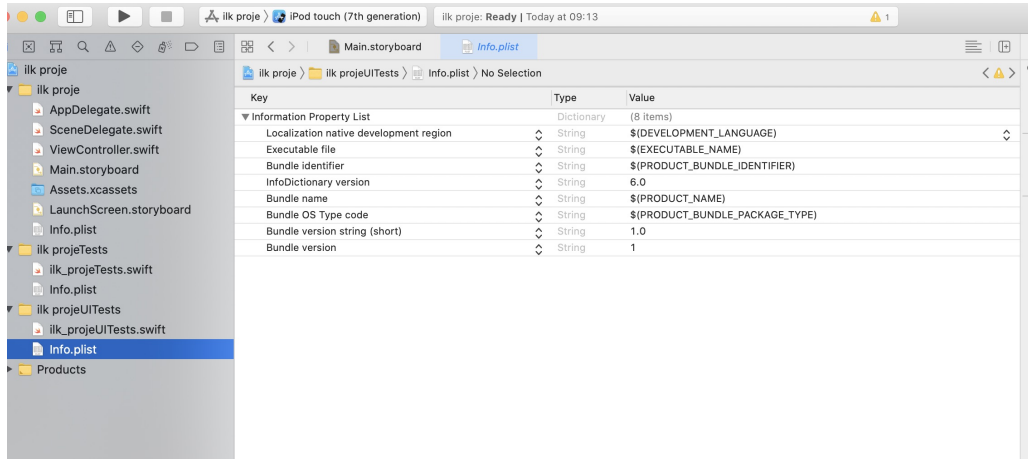 ilk proje 〉 iPod touch (7th generation) ilk proje: Ready | Today at 09:13 1
Main.storyboard Info.plist
ilk proje
ilk proje 〉 ilk projeUITests 〉 Info.plist 〉 No Selection
ilk proje
AppDelegate.swift
SceneDelegate.swift
ViewController.swift
Main.storyboard
Assets.xcassets
LaunchScreen.storyboard
Info.plist
ilk projeTests
ilk_projeTests.swift
Info.plist
ilk projeUITests
ilk_projeUITests.swift
Info.plist
Products
Key Type Value
Information Property List Dictionary (8 items)
Localization native development region String $(DEVELOPMENT_LANGUAGE)
Executable file String $(EXECUTABLE_NAME)
Bundle identifier String $(PRODUCT_BUNDLE_IDENTIFIER)
InfoDictionary version String 6.0
Bundle name String $(PRODUCT_NAME)
Bundle OS Type code String $(PRODUCT_BUNDLE_PACKAGE_TYPE)
Bundle version string (short) String 1.0
Bundle version String 1